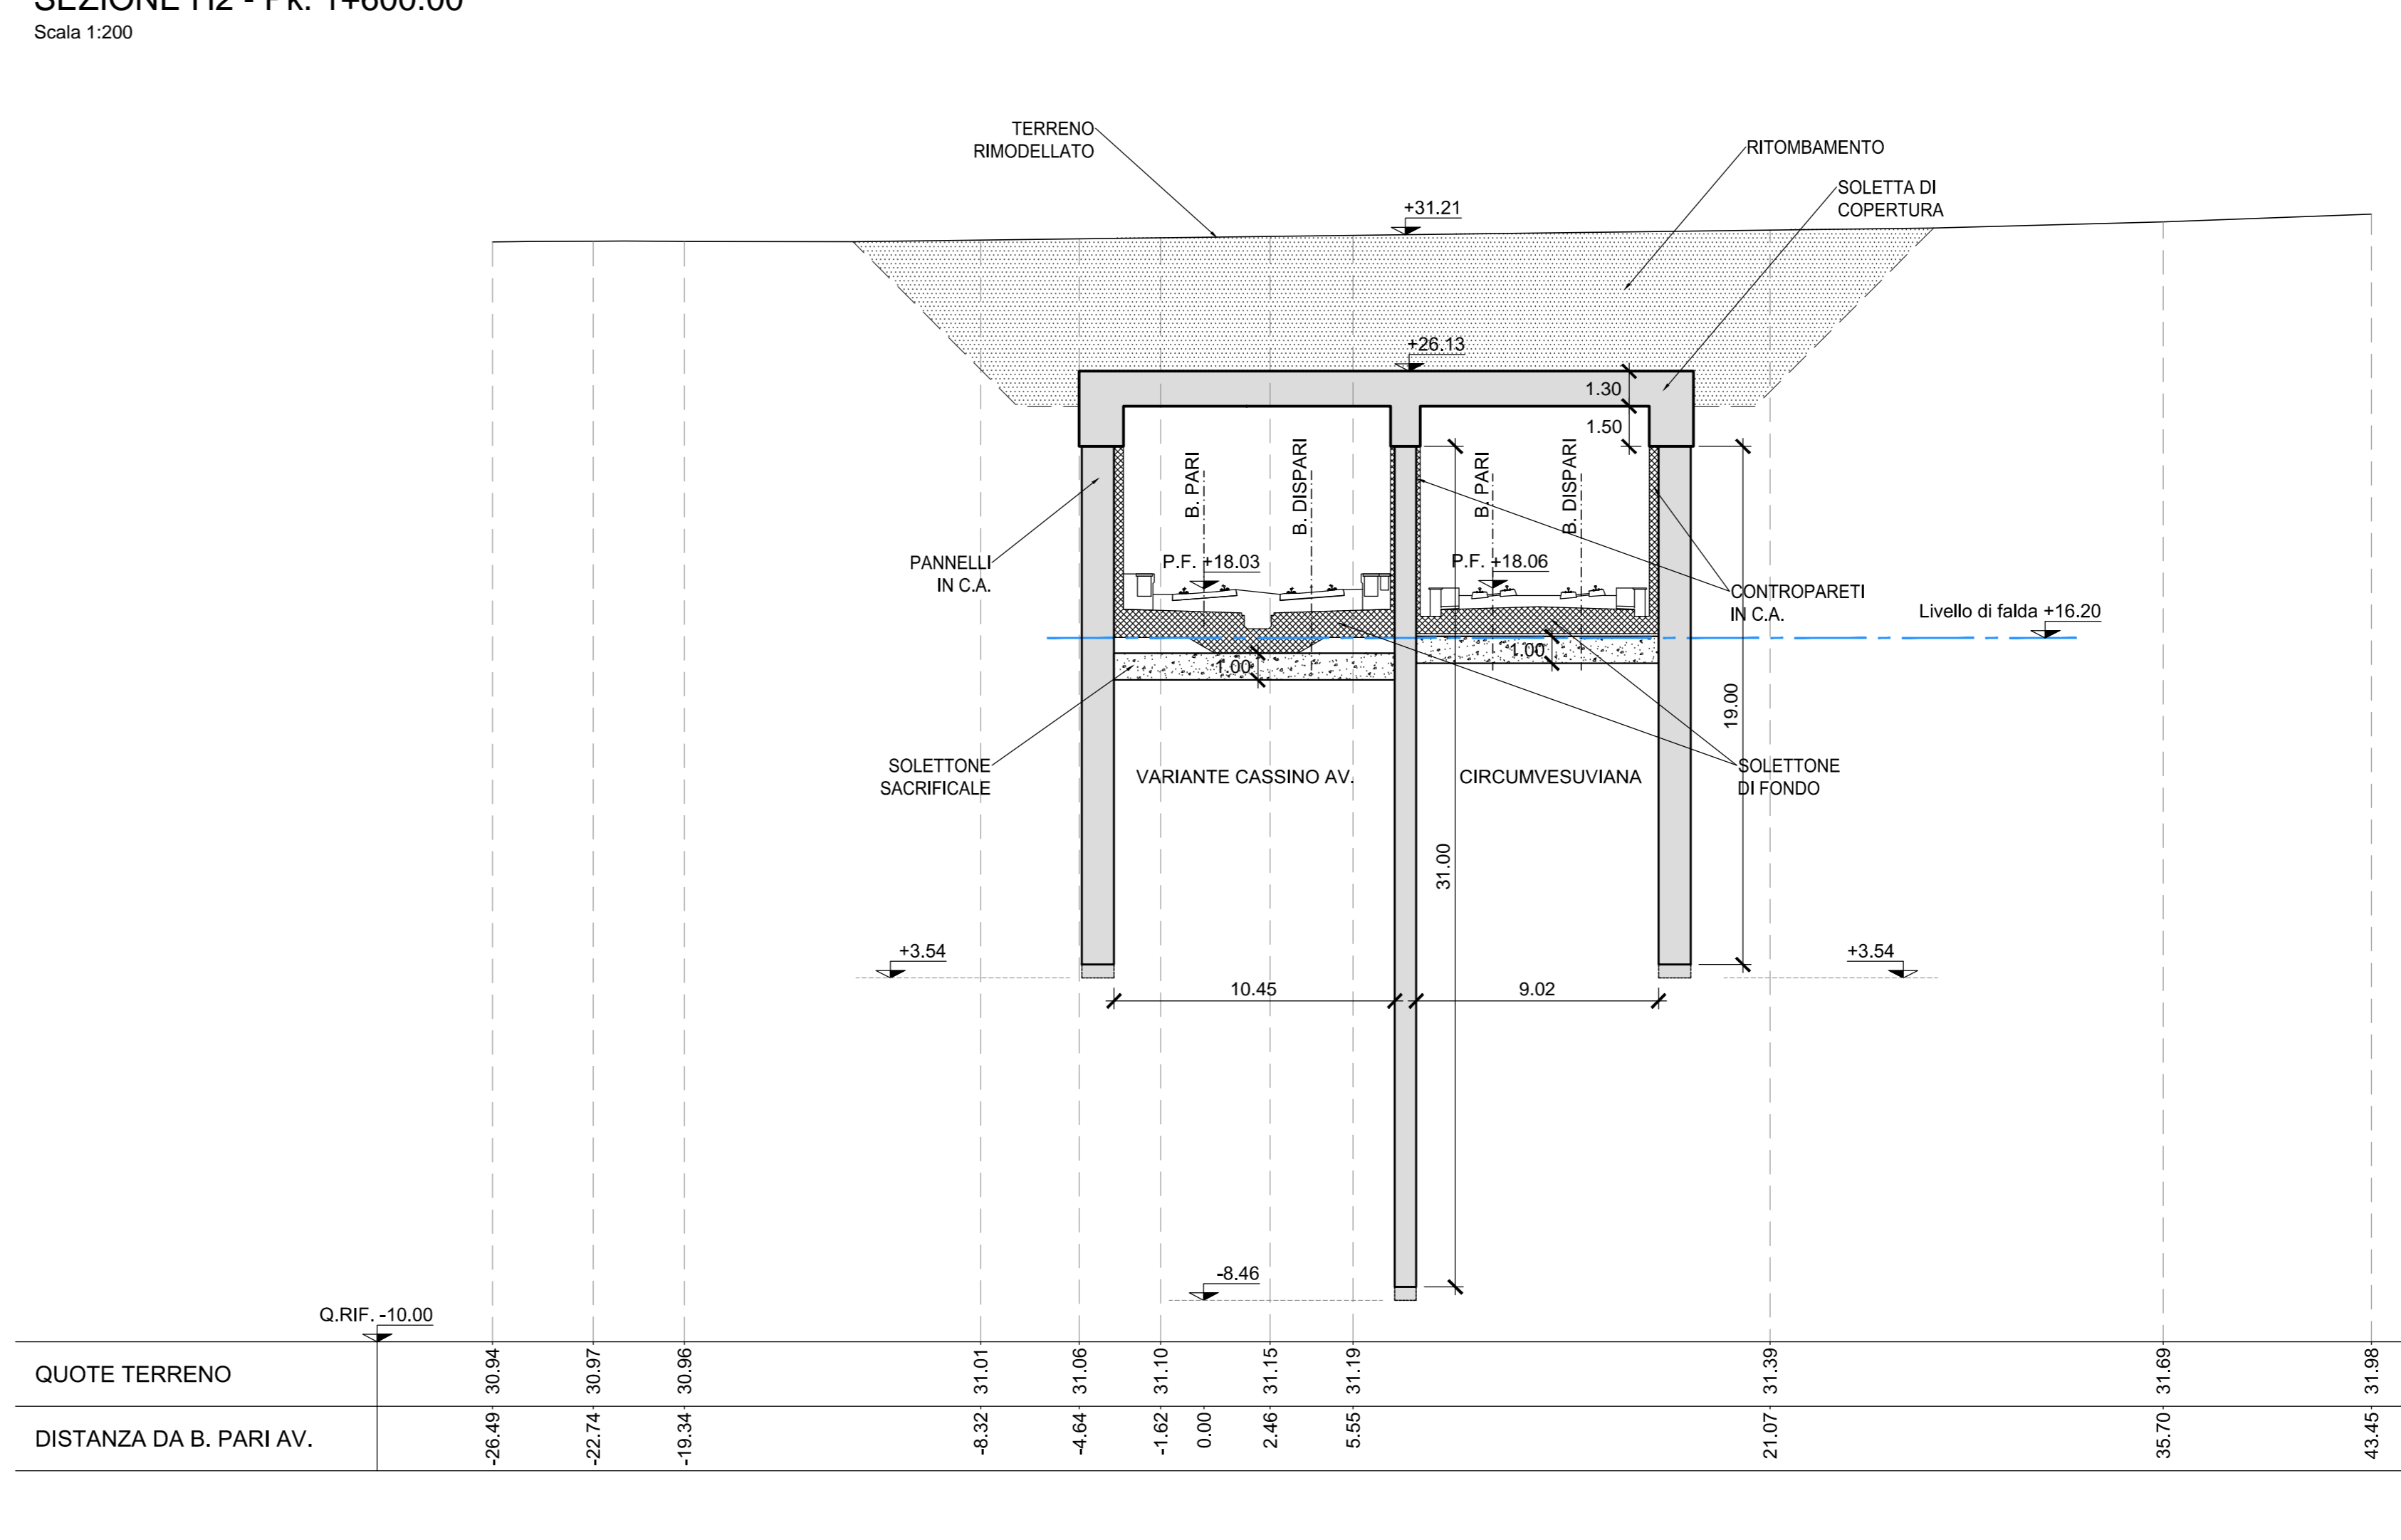 SEZIONE H2 - Pk. 1+600.00
Scala 1:200
TERRENO
RIMODELLATO
RITOMBAMENTO
SOLETTA DI
COPERTURA
+31.21
+26.13
1.30
1.50
B. PARI
B. DISPARI
B. PARI
B. DISPARI
P.F. +18.03
P.F. +18.06
PANNELLI
IN C.A.
CONTROPARETI
IN C.A.
Livello di falda +16.20
1.00
1.00
19.00
SOLETTONE
SACRIFICALE
VARIANTE CASSINO AV.
CIRCUMVESUVIANA
SOLETTONE
DI FONDO
31.00
+3.54
+3.54
10.45
9.02
-8.46
Q.RIF. -10.00
QUOTE TERRENO
30.94
30.97
30.96
31.01
31.06
31.10
31.15
31.19
31.39
31.69
31.98
DISTANZA DA B. PARI AV.
-26.49
-22.74
-19.34
-8.32
-4.64
-1.62
0.00
2.46
5.55
21.07
35.70
43.45